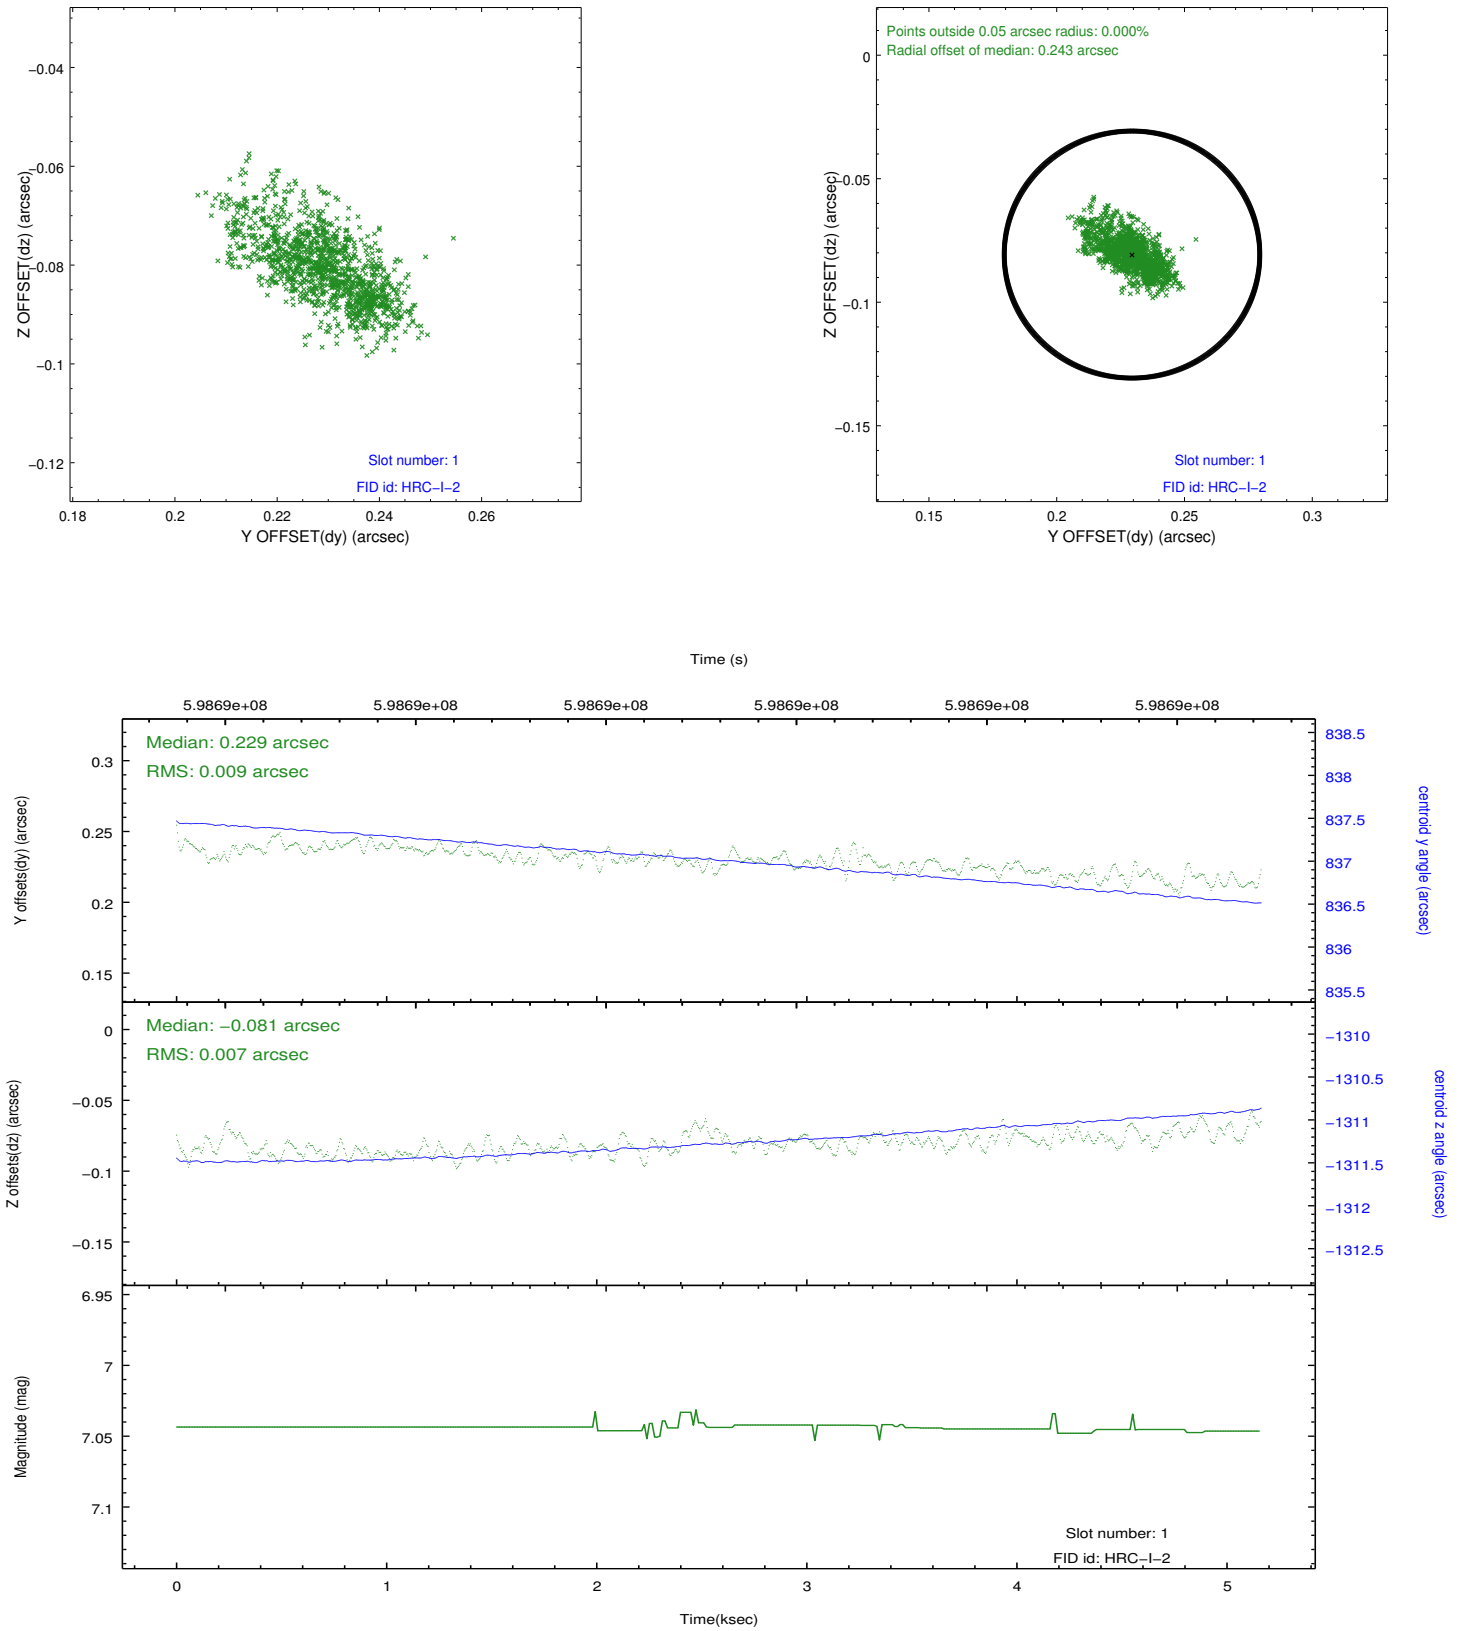 −0.04
−0.06
−0.08
−0.1
−0.12
Z OFFSET(dz) (arcsec)
Slot number: 1
FID id: HRC−I−2
0.18
0.2
0.22
0.24
0.26
Y OFFSET(dy) (arcsec)
Points outside 0.05 arcsec radius: 0.000%
Radial offset of median: 0.243 arcsec
0
−0.05
−0.1
−0.15
Z OFFSET(dz) (arcsec)
Slot number: 1
FID id: HRC−I−2
0.15
0.2
0.25
0.3
Y OFFSET(dy) (arcsec)
Time (s)
5.9869e+08
5.9869e+08
5.9869e+08
5.9869e+08
5.9869e+08
5.9869e+08
Median: 0.229 arcsec
RMS: 0.009 arcsec
0.3
0.25
0.2
0.15
Y offsets(dy) (arcsec)
838.5
838
837.5
837
836.5
836
835.5
centroid y angle (arcsec)
Median: −0.081 arcsec
RMS: 0.007 arcsec
0
−0.05
−0.1
−0.15
Z offsets(dz) (arcsec)
−1310
−1310.5
−1311
−1311.5
−1312
−1312.5
centroid z angle (arcsec)
6.95
7
7.05
7.1
Magnitude (mag)
Slot number: 1
FID id: HRC−I−2
0
1
2
3
4
5
Time(ksec)